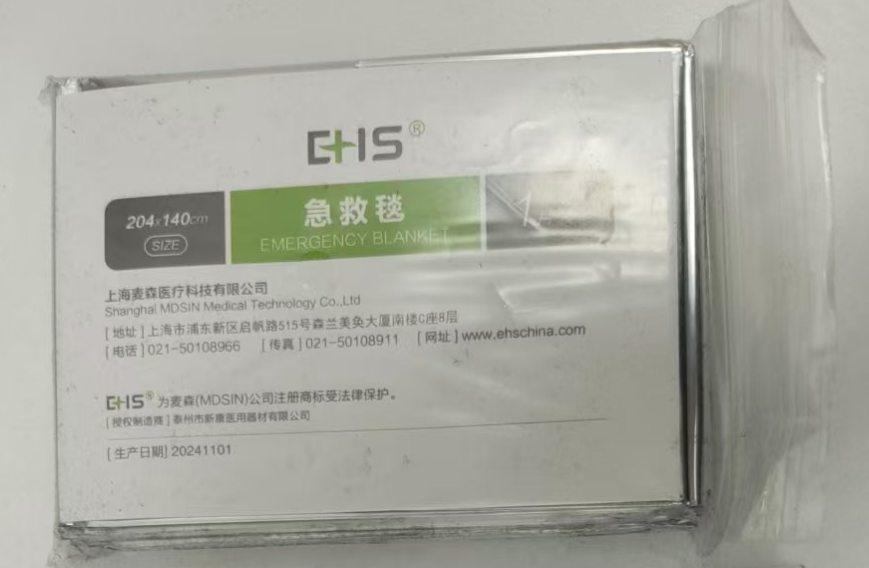 EHS®
204x140cm
SIZE
急救毯
EMERGENCY BLANKET
1
上海麦森医疗科技有限公司
Shanghai MDSIN Medical Technology Co.,Ltd
[地址]上海市浦东新区启帆路515号森兰美奂大厦南楼C座8层
[电话]021-50108966 [传真]021-50108911 [网址]www.ehschina.com
EHS®为麦森(MDSIN)公司注册商标受法律保护。
[授权制造商]泰州市新康医用器材有限公司
[生产日期]20241101